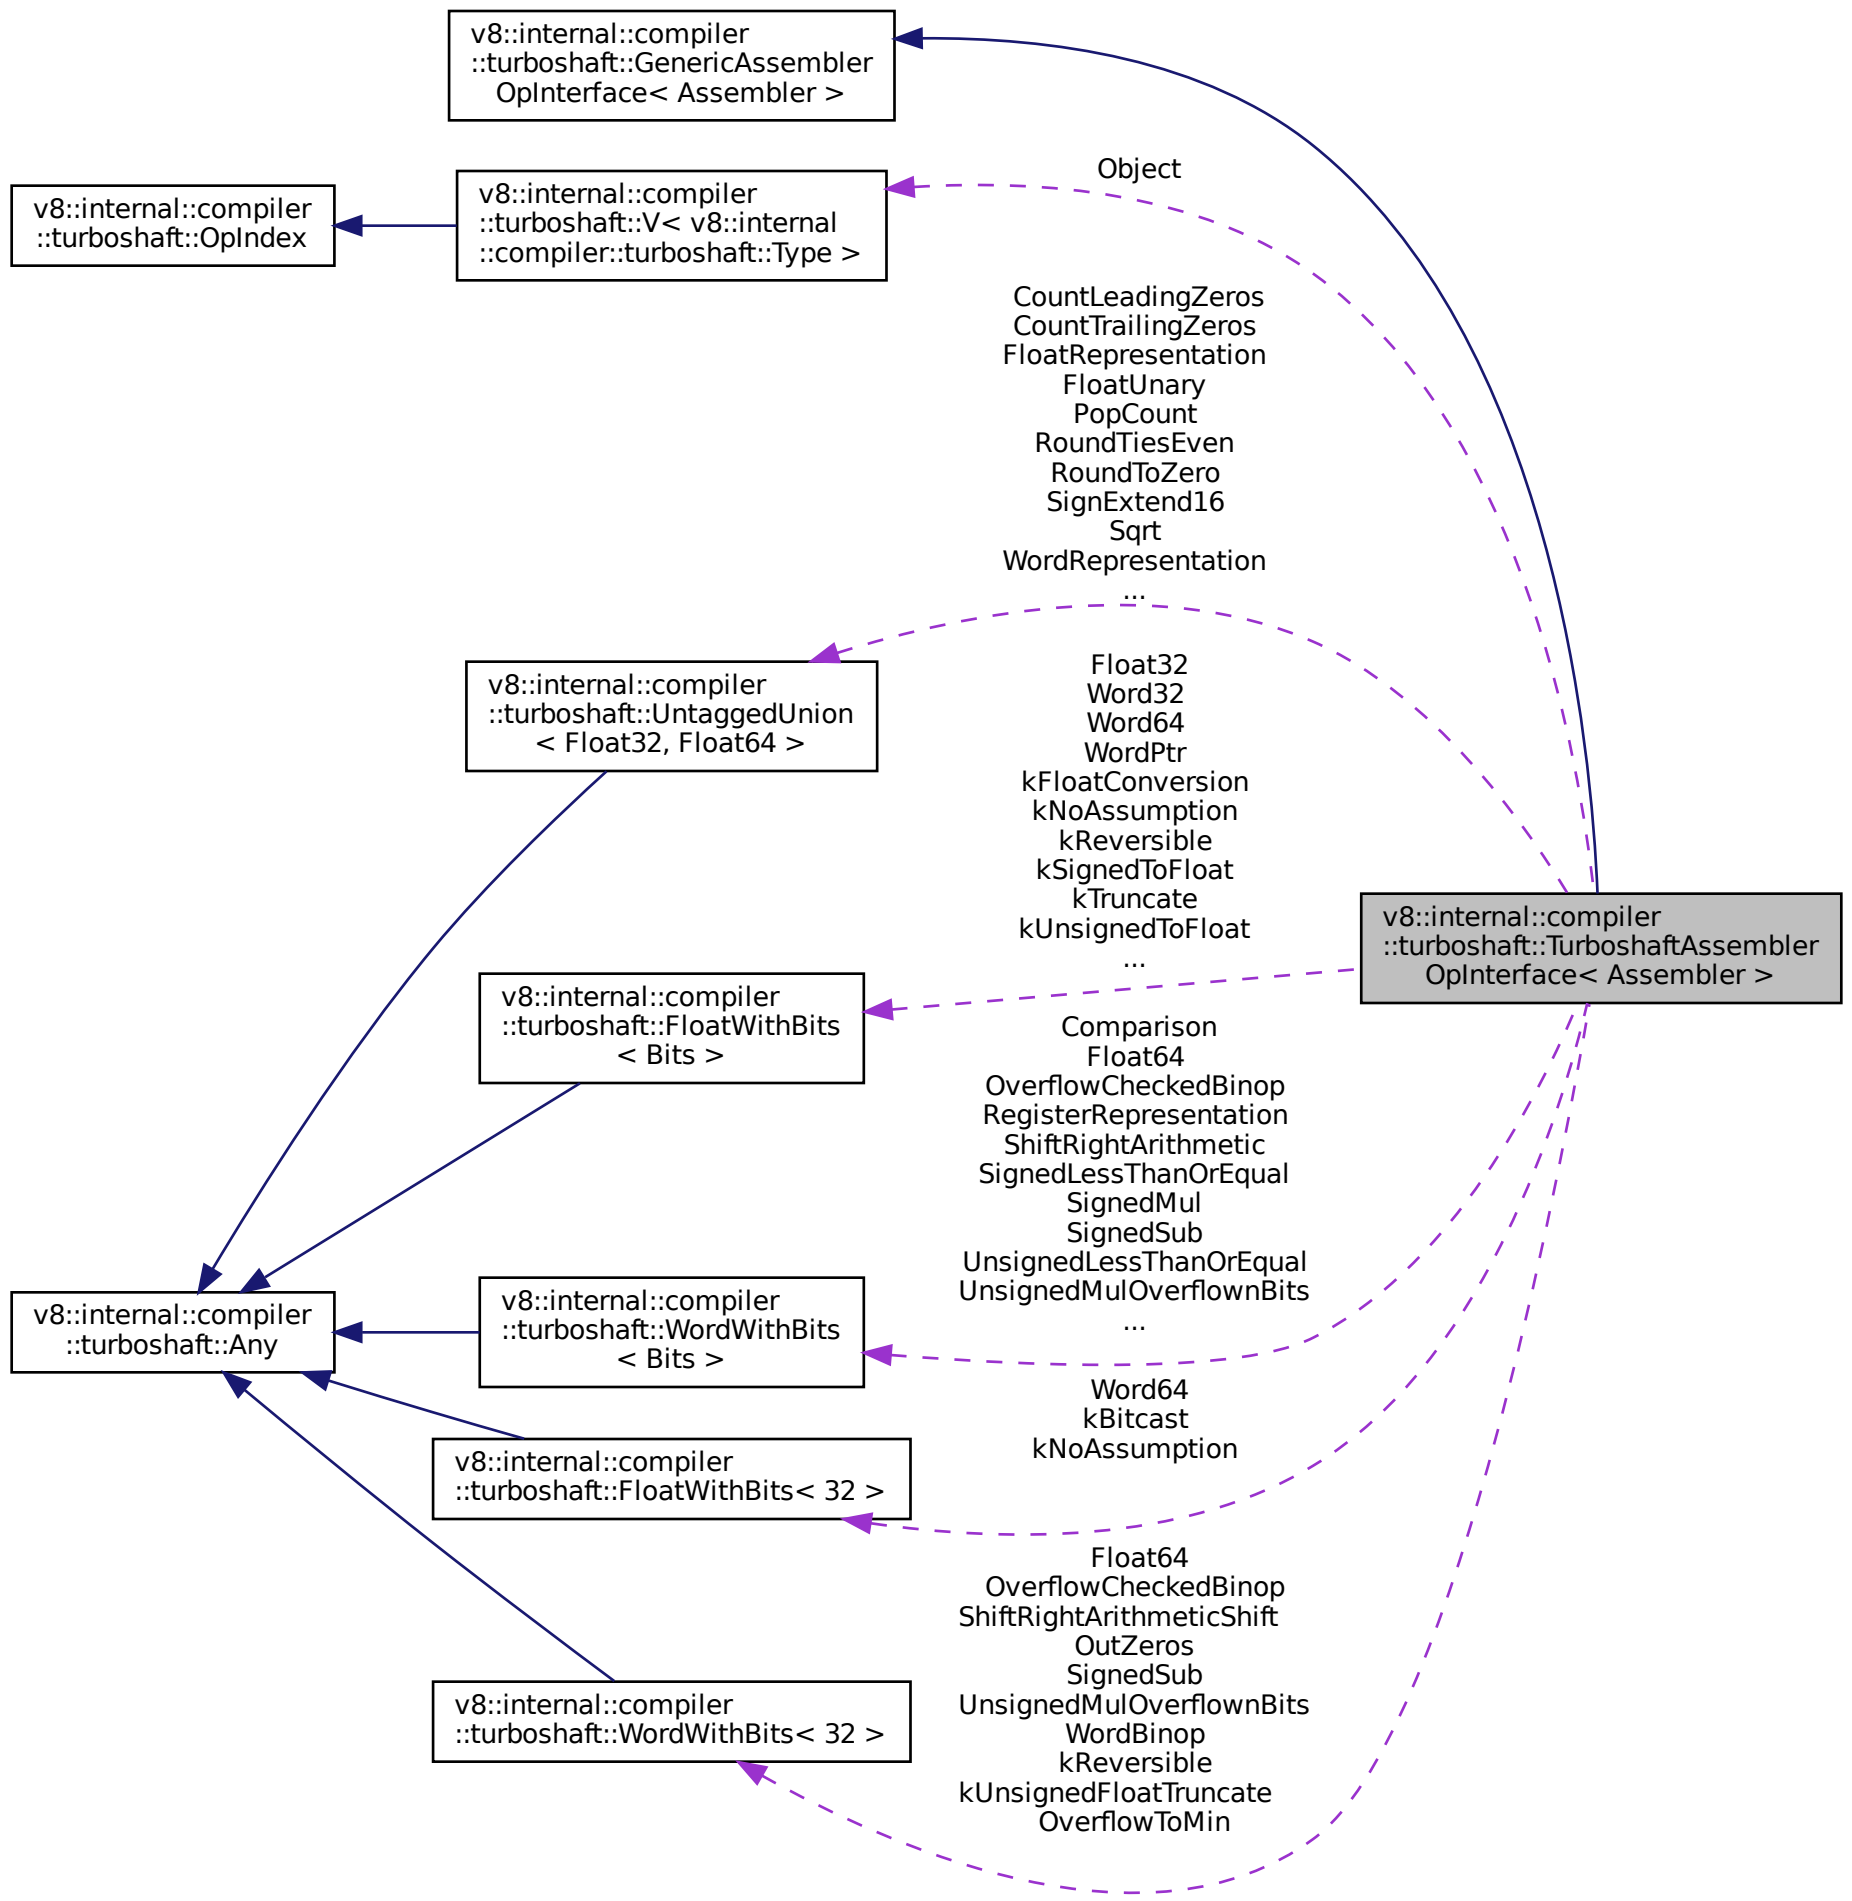 v8::internal::compiler
::turboshaft::GenericAssembler
OpInterface< Assembler >
Object
v8::internal::compiler
::turboshaft::OpIndex
v8::internal::compiler
::turboshaft::V< v8::internal
::compiler::turboshaft::Type >
CountLeadingZeros
CountTrailingZeros
FloatRepresentation
FloatUnary
PopCount
RoundTiesEven
RoundToZero
SignExtend16
Sqrt
WordRepresentation
...
v8::internal::compiler
::turboshaft::UntaggedUnion
< Float32, Float64 >
Float32
Word32
Word64
WordPtr
kFloatConversion
kNoAssumption
kReversible
kSignedToFloat
kTruncate
kUnsignedToFloat
...
v8::internal::compiler
::turboshaft::TurboshaftAssembler
OpInterface< Assembler >
v8::internal::compiler
::turboshaft::FloatWithBits
< Bits >
Comparison
Float64
OverflowCheckedBinop
RegisterRepresentation
ShiftRightArithmetic
SignedLessThanOrEqual
SignedMul
SignedSub
UnsignedLessThanOrEqual
UnsignedMulOverflownBits
...
v8::internal::compiler
::turboshaft::Any
v8::internal::compiler
::turboshaft::WordWithBits
< Bits >
Word64
kBitcast
kNoAssumption
v8::internal::compiler
::turboshaft::FloatWithBits< 32 >
Float64
OverflowCheckedBinop
ShiftRightArithmeticShift
OutZeros
SignedSub
UnsignedMulOverflownBits
WordBinop
kReversible
kUnsignedFloatTruncate
OverflowToMin
v8::internal::compiler
::turboshaft::WordWithBits< 32 >